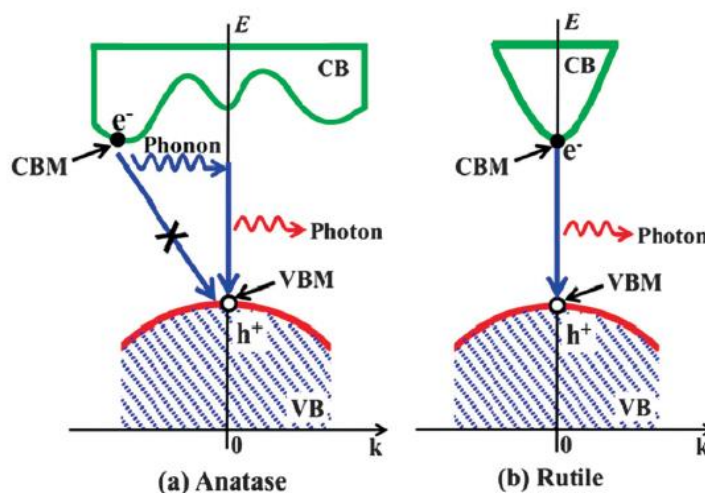 E
CB
e-
CBM
Phonon
Photon
VBM
h+
VB
0
k
(a) Anatase
E
CB
e-
CBM
Photon
VBM
h+
VB
0
k
(b) Rutile